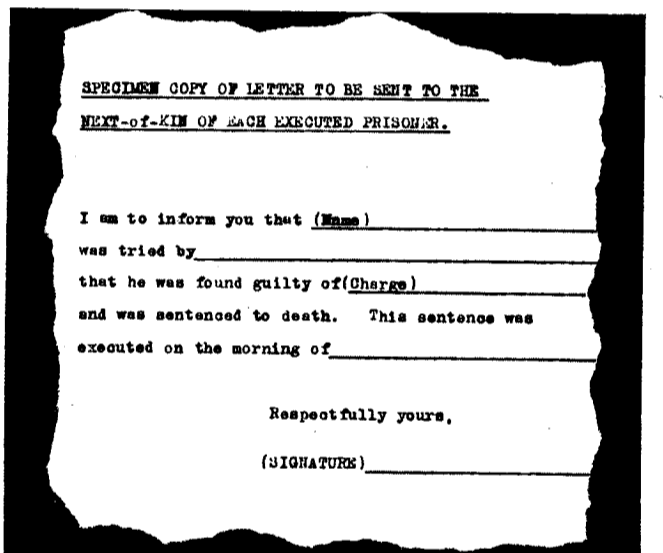 SPECIMEN COPY OF LETTER TO BE SENT TO THE
NEXT-of-KIN OF EACH EXECUTED PRISONER.
I am to inform you that (Name)
was tried by
that he was found guilty of(Charge)
and was sentenced to death. This sentence was
executed on the morning of
Respectfully yours,
(SIGNATURE)